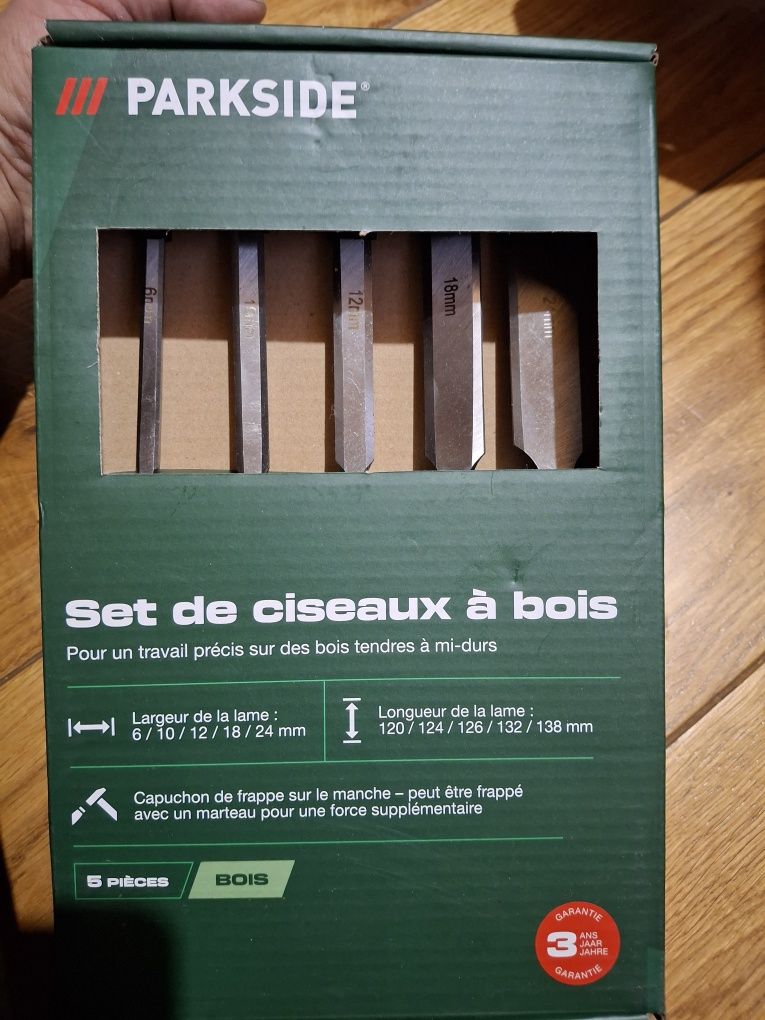 PARKSIDE®
6mm
12mm
18mm
Set de ciseaux à bois
Pour un travail précis sur des bois tendres à mi-durs
Largeur de la lame :
6 / 10 / 12 / 18 / 24 mm
Longueur de la lame :
120 / 124 / 126 / 132 / 138 mm
Capuchon de frappe sur le manche – peut être frappé
avec un marteau pour une force supplémentaire
5 PIÈCES
BOIS
GARANTIE
3
ANS
JAAR
JAHRE
GARANTIE